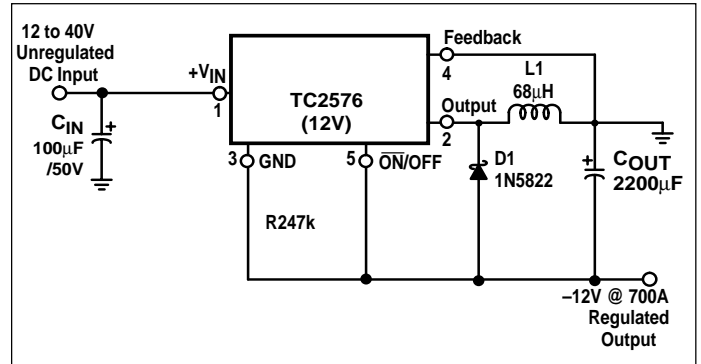 12 to 40V
Unregulated
DC Input
+VIN
1
CIN
100μF
/50V
TC2576
(12V)
Feedback
4
Output
2
L1
68μH
3 GND
5 ON/OFF
R247k
D1
1N5822
COUT
2200μF
–12V @ 700A
Regulated
Output
+
+